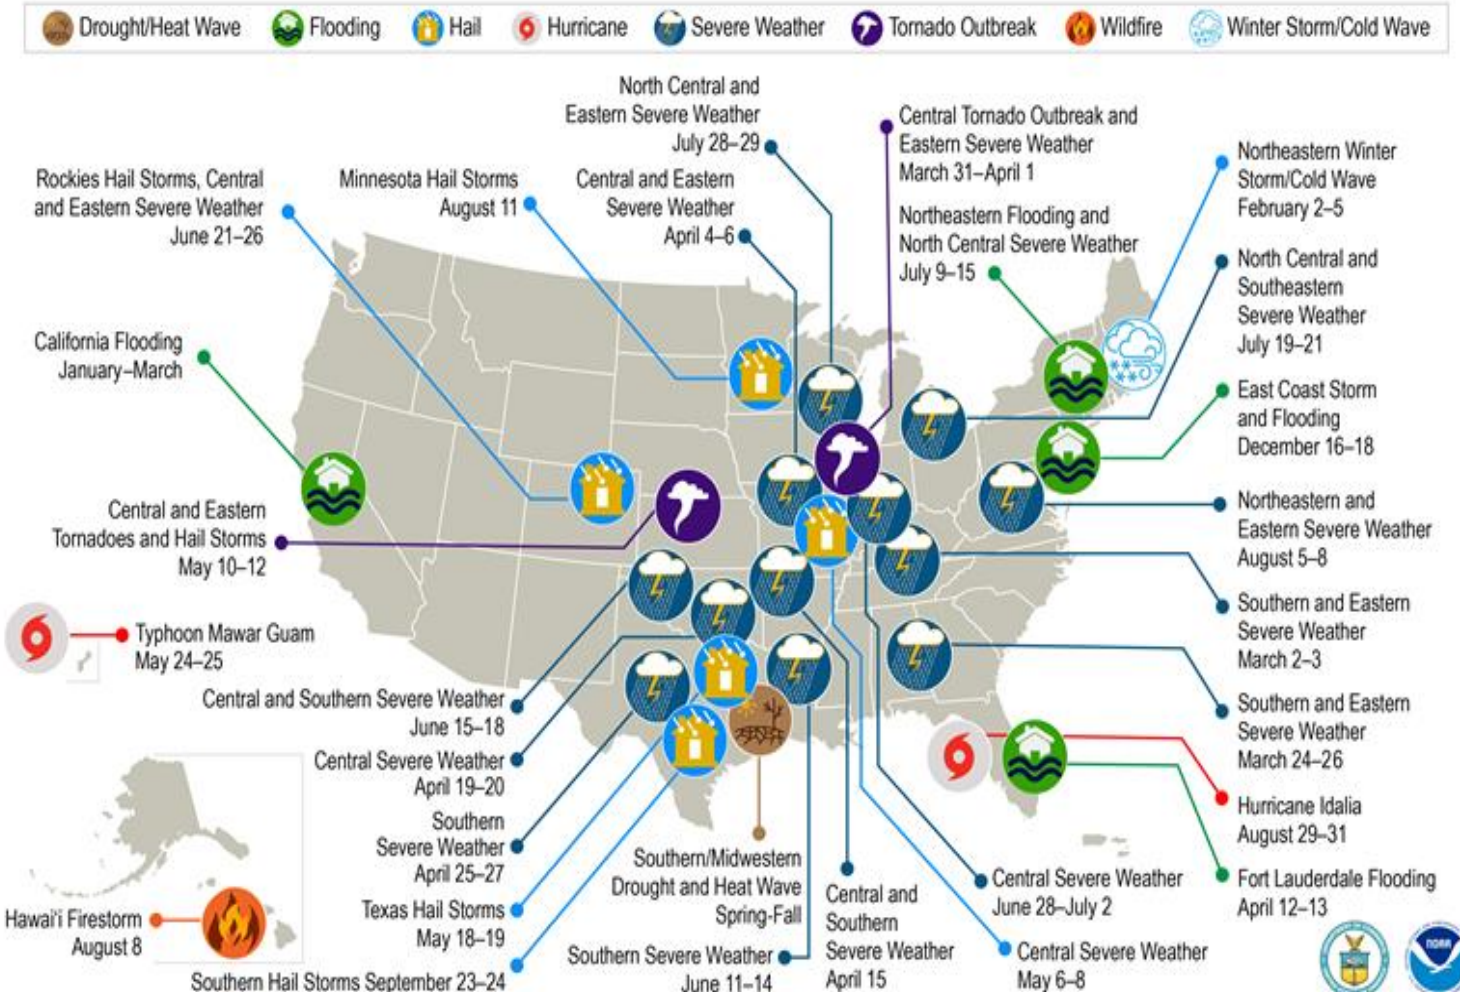 Drought/Heat Wave
Flooding
Hail
Hurricane
Severe Weather
Tornado Outbreak
Wildfire
Winter Storm/Cold Wave
North Central and
Eastern Severe Weather
July 28–29
Central Tornado Outbreak and
Eastern Severe Weather
March 31–April 1
Northeastern Winter
Storm/Cold Wave
February 2–5
Rockies Hail Storms, Central
and Eastern Severe Weather
June 21–26
Minnesota Hail Storms
August 11
Central and Eastern
Severe Weather
April 4–6
Northeastern Flooding and
North Central Severe Weather
July 9–15
North Central and
Southeastern
Severe Weather
July 19–21
California Flooding
January–March
East Coast Storm
and Flooding
December 16–18
Central and Eastern
Tornadoes and Hail Storms
May 10–12
Northeastern and
Eastern Severe Weather
August 5–8
Typhoon Mawar Guam
May 24–25
Southern and Eastern
Severe Weather
March 2–3
Central and Southern Severe Weather
June 15–18
Southern and Eastern
Severe Weather
March 24–26
Central Severe Weather
April 19–20
Hurricane Idalia
August 29–31
Southern
Severe Weather
April 25–27
Fort Lauderdale Flooding
April 12–13
Texas Hail Storms
May 18–19
Southern/Midwestern
Drought and Heat Wave
Spring-Fall
Central and
Southern
Severe Weather
April 15
Central Severe Weather
June 28–July 2
Hawai'i Firestorm
August 8
Southern Hail Storms September 23–24
Southern Severe Weather
June 11–14
Central Severe Weather
May 6–8
NOAA